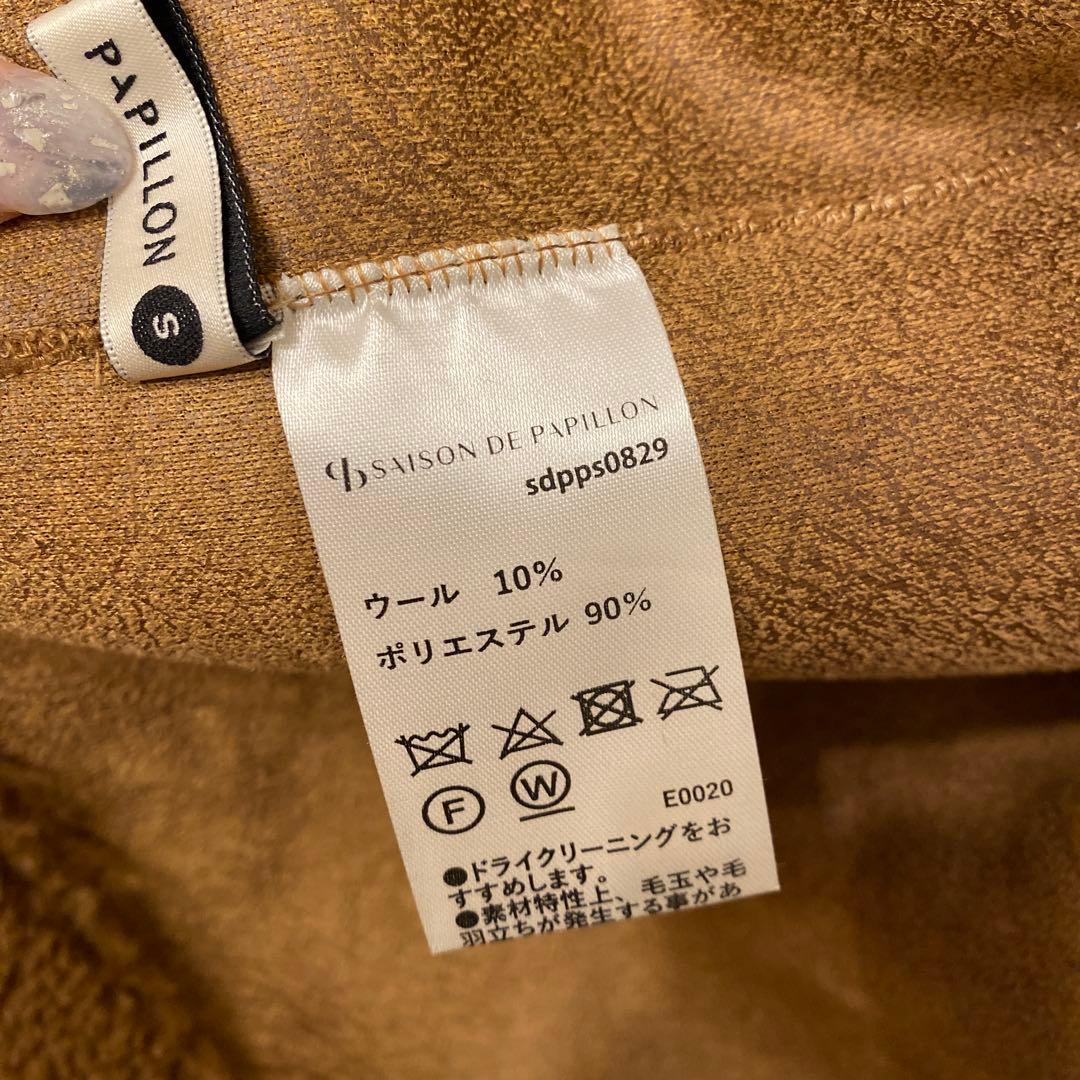 PAPILLON
S
SAISON DE PAPILLON
sdpps0829
ウール 10%
ポリエステル 90%
F W
E0020
●ドライクリーニングをお
すすめします。
●素材特性上、毛玉や毛
羽立ちが発生する事があ